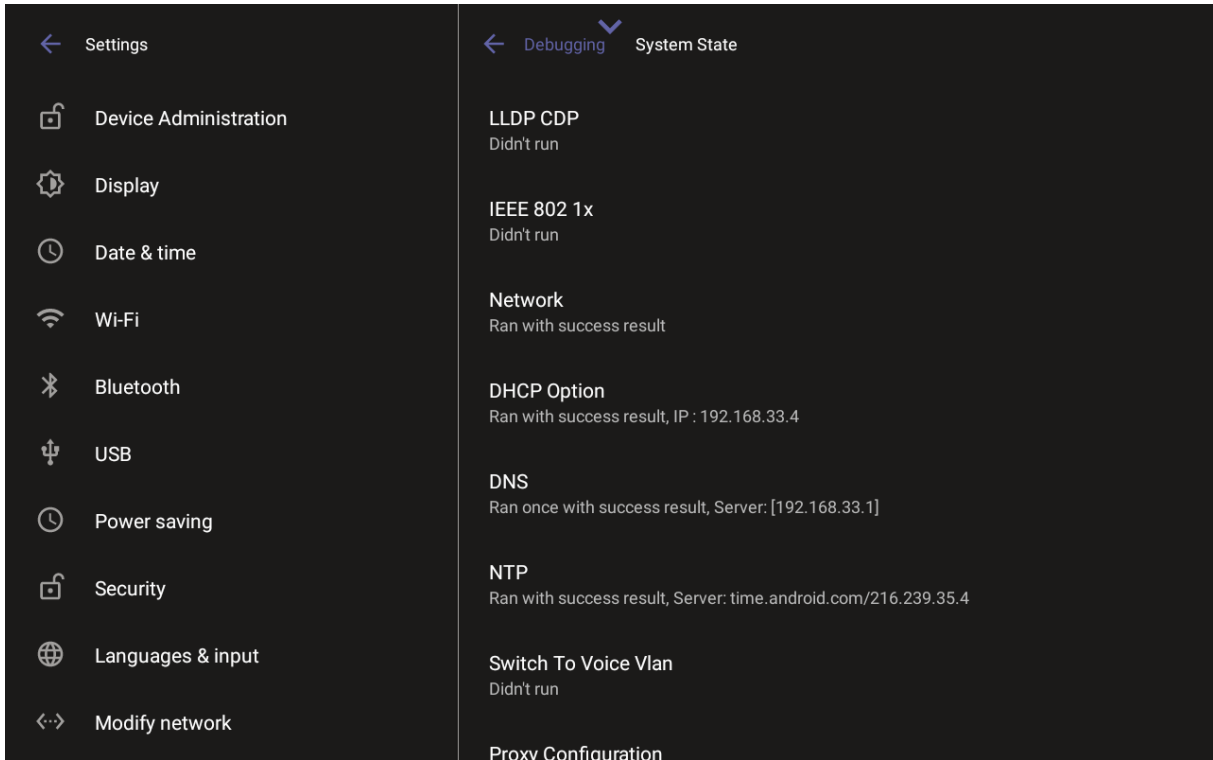 Settings
Device Administration
Display
Date & time
Wi-Fi
Bluetooth
USB
Power saving
Security
Languages & input
Modify network
Debugging System State
LLDP CDP
Didn't run
IEEE 802 1x
Didn't run
Network
Ran with success result
DHCP Option
Ran with success result, IP : 192.168.33.4
DNS
Ran once with success result, Server: [192.168.33.1]
NTP
Ran with success result, Server: time.android.com/216.239.35.4
Switch To Voice Vlan
Didn't run
Proxy Configuration